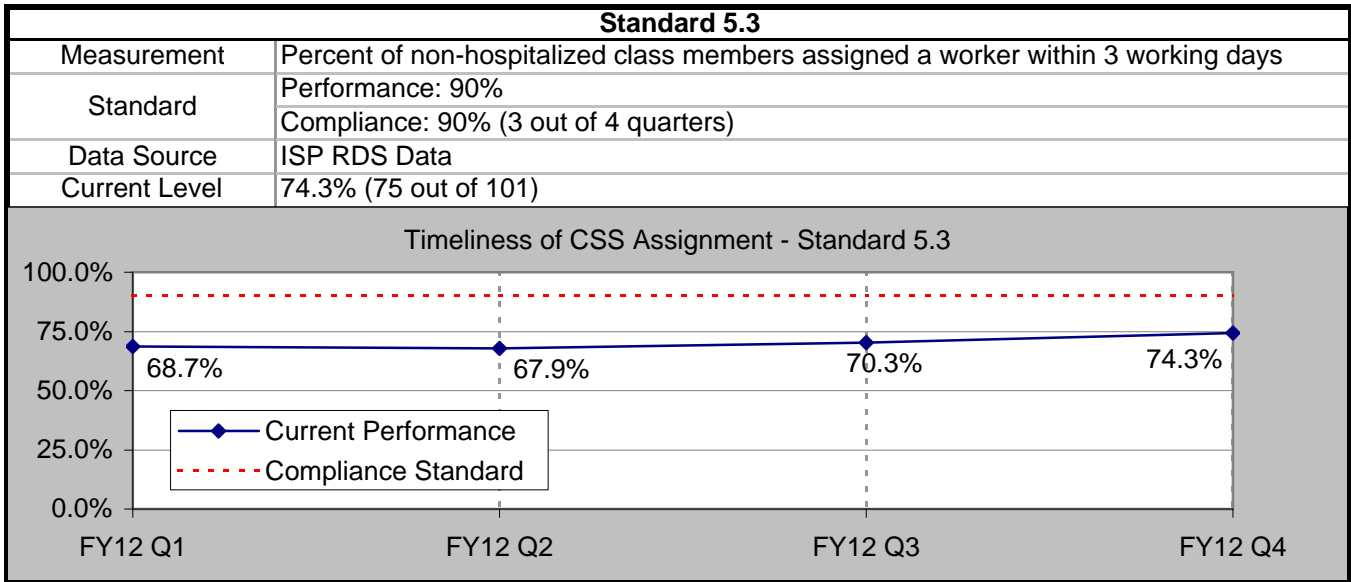 Standard 5.3
Measurement Percent of non-hospitalized class members assigned a worker within 3 working days
Standard
Performance: 90%
Compliance: 90% (3 out of 4 quarters)
Data Source ISP RDS Data
Current Level 74.3% (75 out of 101)
Timeliness of CSS Assignment - Standard 5.3
100.0%
75.0%
68.7% 67.9% 70.3% 74.3%
50.0%
Current Performance
25.0%
Compliance Standard
0.0%
FY12 Q1 FY12 Q2 FY12 Q3 FY12 Q4